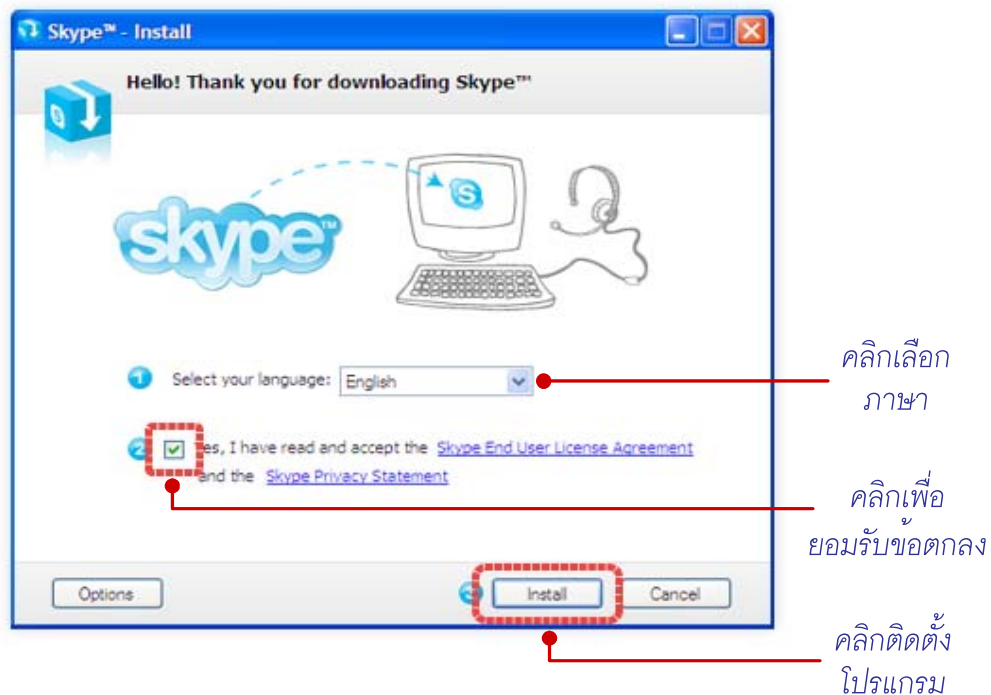 Skype™ - Install
Hello! Thank you for downloading Skype™
skype™
1 Select your language: English
คลิกเลือก
ภาษา
2 Yes, I have read and accept the Skype End User License Agreement
and the Skype Privacy Statement
คลิกเพื่อ
ยอมรับข้อตกลง
Options
Install
Cancel
คลิกติดตั้ง
โปรแกรม